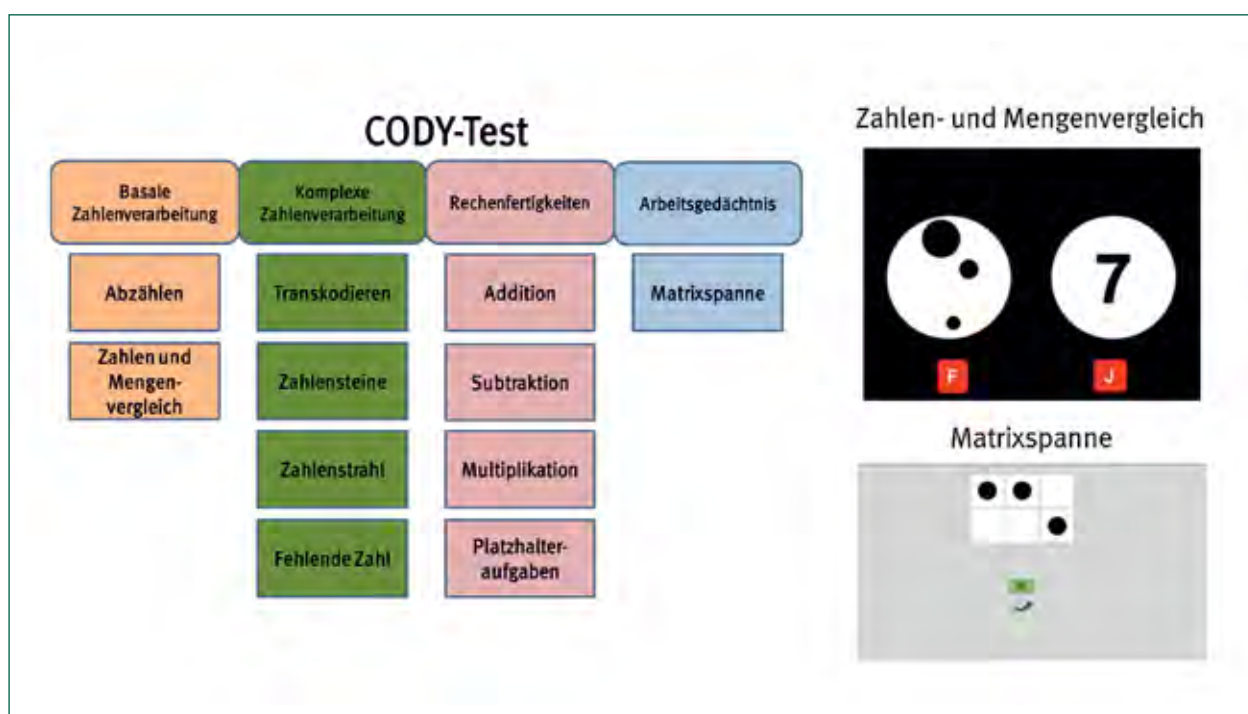 CODY-Test
Basale
Zahlenverarbeitung
Komplexe
Zahlenverarbeitung
Rechenfertigkeiten
Arbeitsgedächtnis
Abzählen
Transkodieren
Addition
Matrixspanne
Zahlen und
Mengen-
vergleich
Zahlensteine
Subtraktion
Zahlenstrahl
Multiplikation
Fehlende Zahl
Platzhalter-
aufgaben
Zahlen- und Mengenvergleich
7
F
J
Matrixspanne